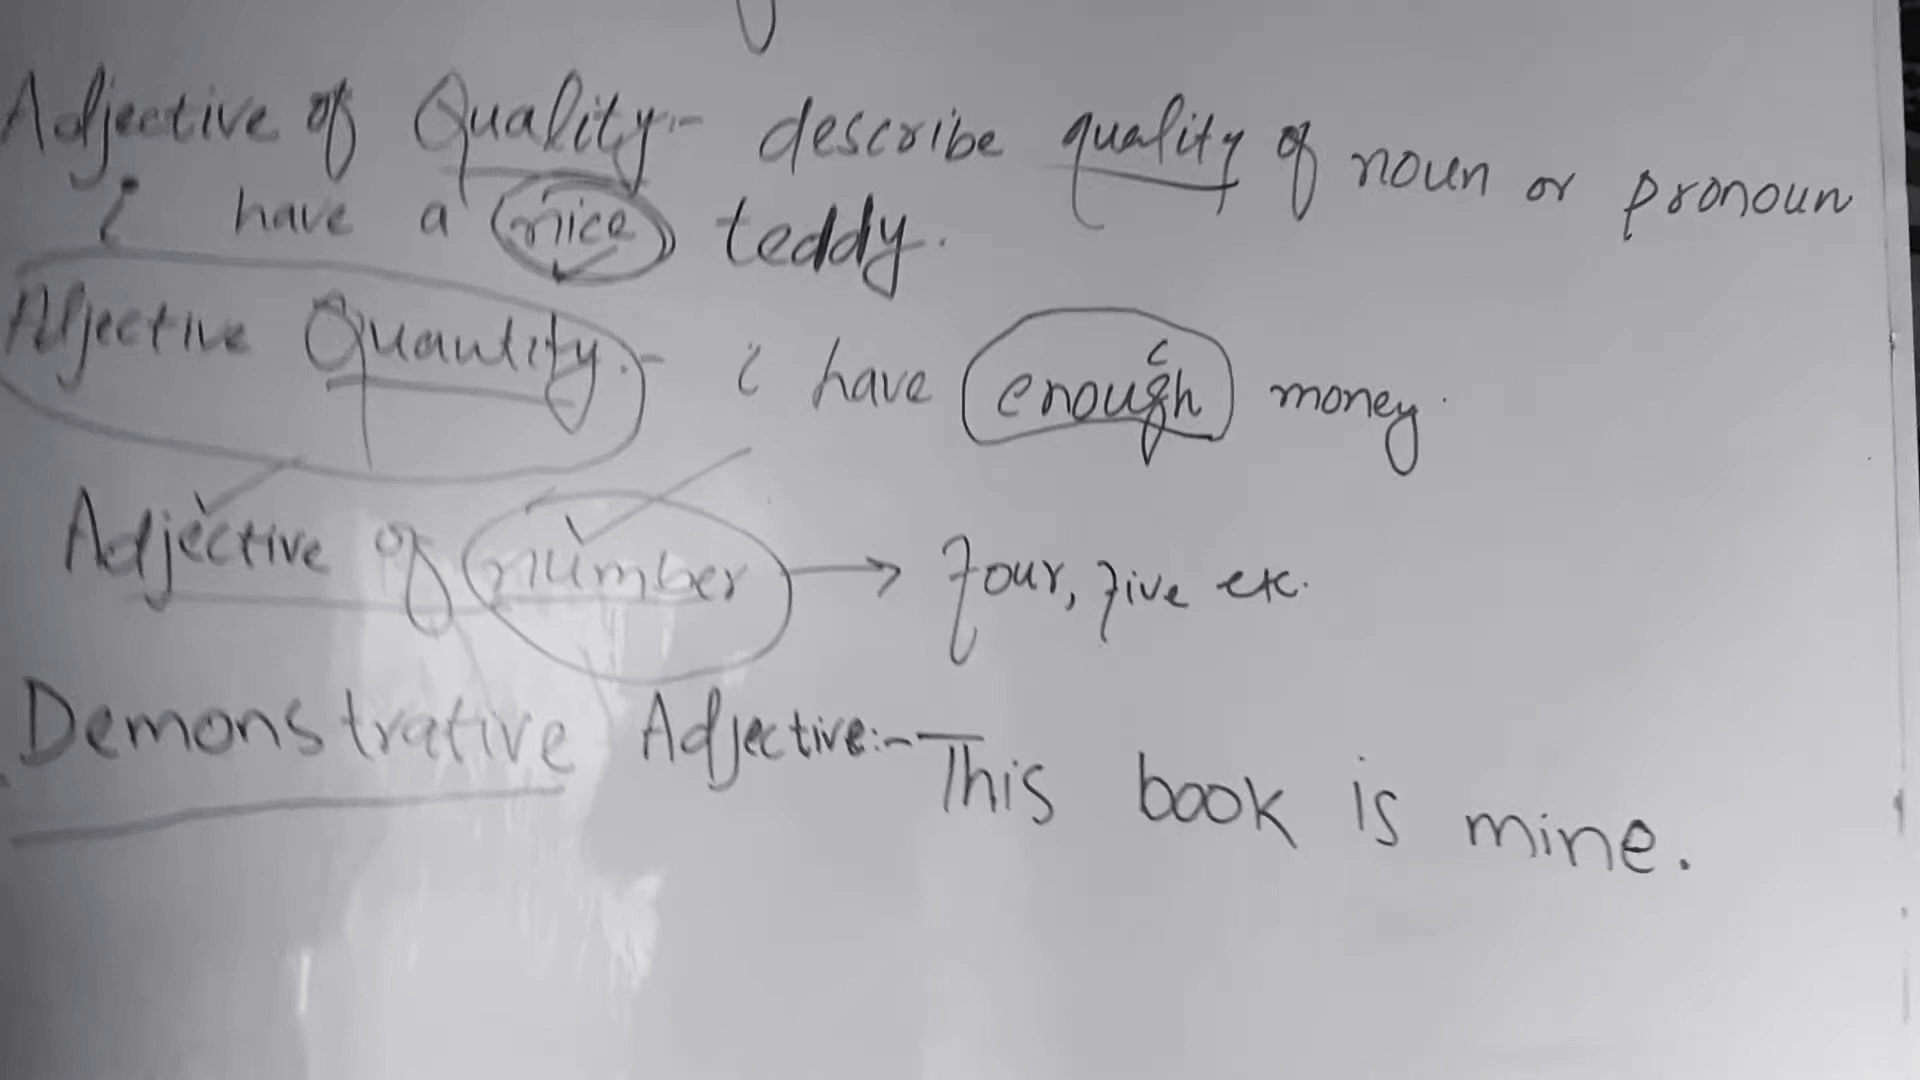 Adjective of Quality:- describe quality of noun or pronoun
i have a nice teddy.
Adjective Quantity:- i have enough money.
Adjective of number → four, five etc.
Demonstrative Adjective:- This book is mine.